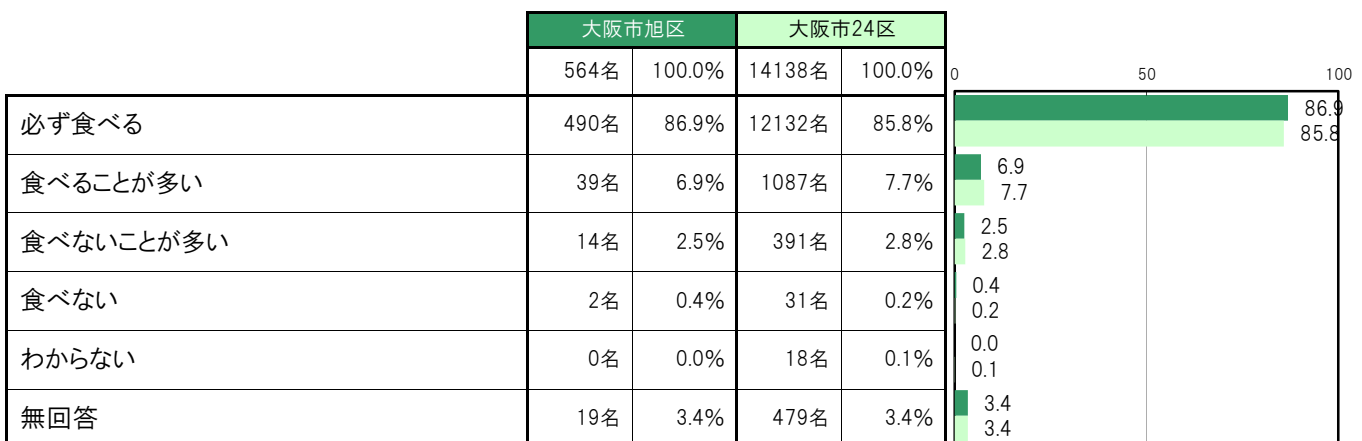 大阪市旭区 大阪市24区
564名 100.0% 14138名 100.0% 0 50 100
必ず食べる 490名 86.9% 12132名 85.8% 86.9
85.8
食べることが多い 39名 6.9% 1087名 7.7% 6.9
7.7
食べないことが多い 14名 2.5% 391名 2.8% 2.5
2.8
食べない 2名 0.4% 31名 0.2% 0.4
0.2
わからない 0名 0.0% 18名 0.1% 0.0
0.1
無回答 19名 3.4% 479名 3.4% 3.4
3.4